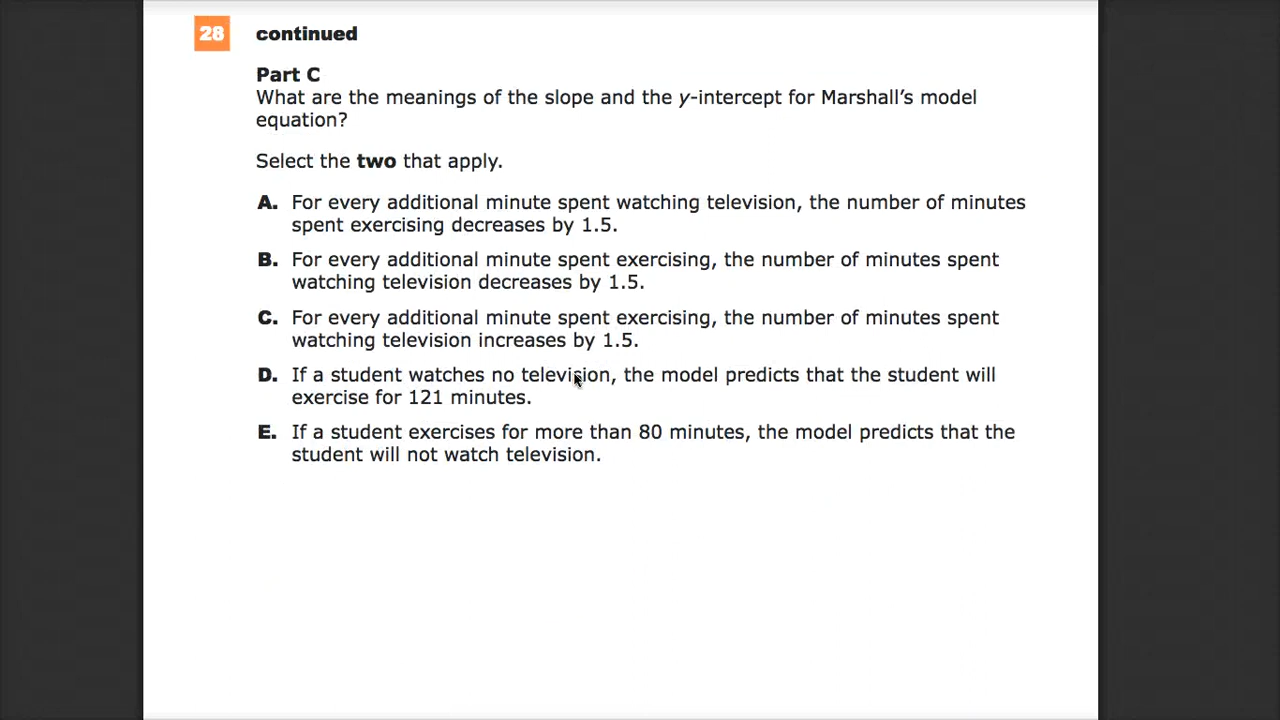 28 continued
Part C
What are the meanings of the slope and the y-intercept for Marshall's model
equation?
Select the two that apply.
A. For every additional minute spent watching television, the number of minutes
spent exercising decreases by 1.5.
B. For every additional minute spent exercising, the number of minutes spent
watching television decreases by 1.5.
C. For every additional minute spent exercising, the number of minutes spent
watching television increases by 1.5.
D. If a student watches no television, the model predicts that the student will
exercise for 121 minutes.
E. If a student exercises for more than 80 minutes, the model predicts that the
student will not watch television.